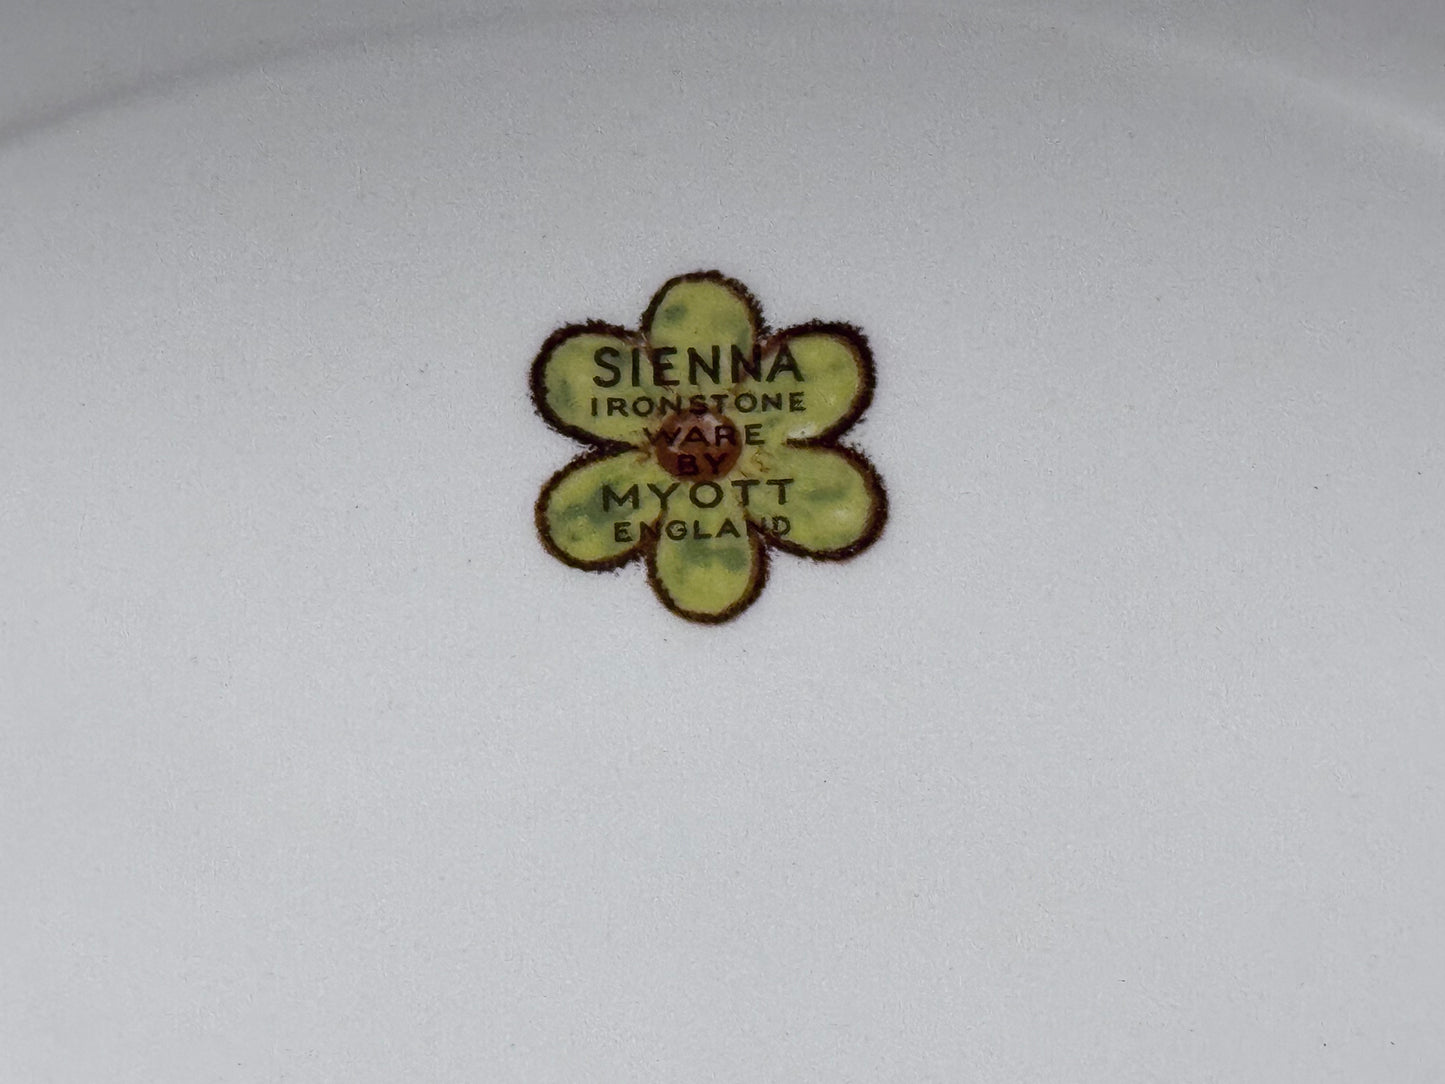 SIENNA
IRONSTONE
WARE
BY
MYOTT
ENGLAND